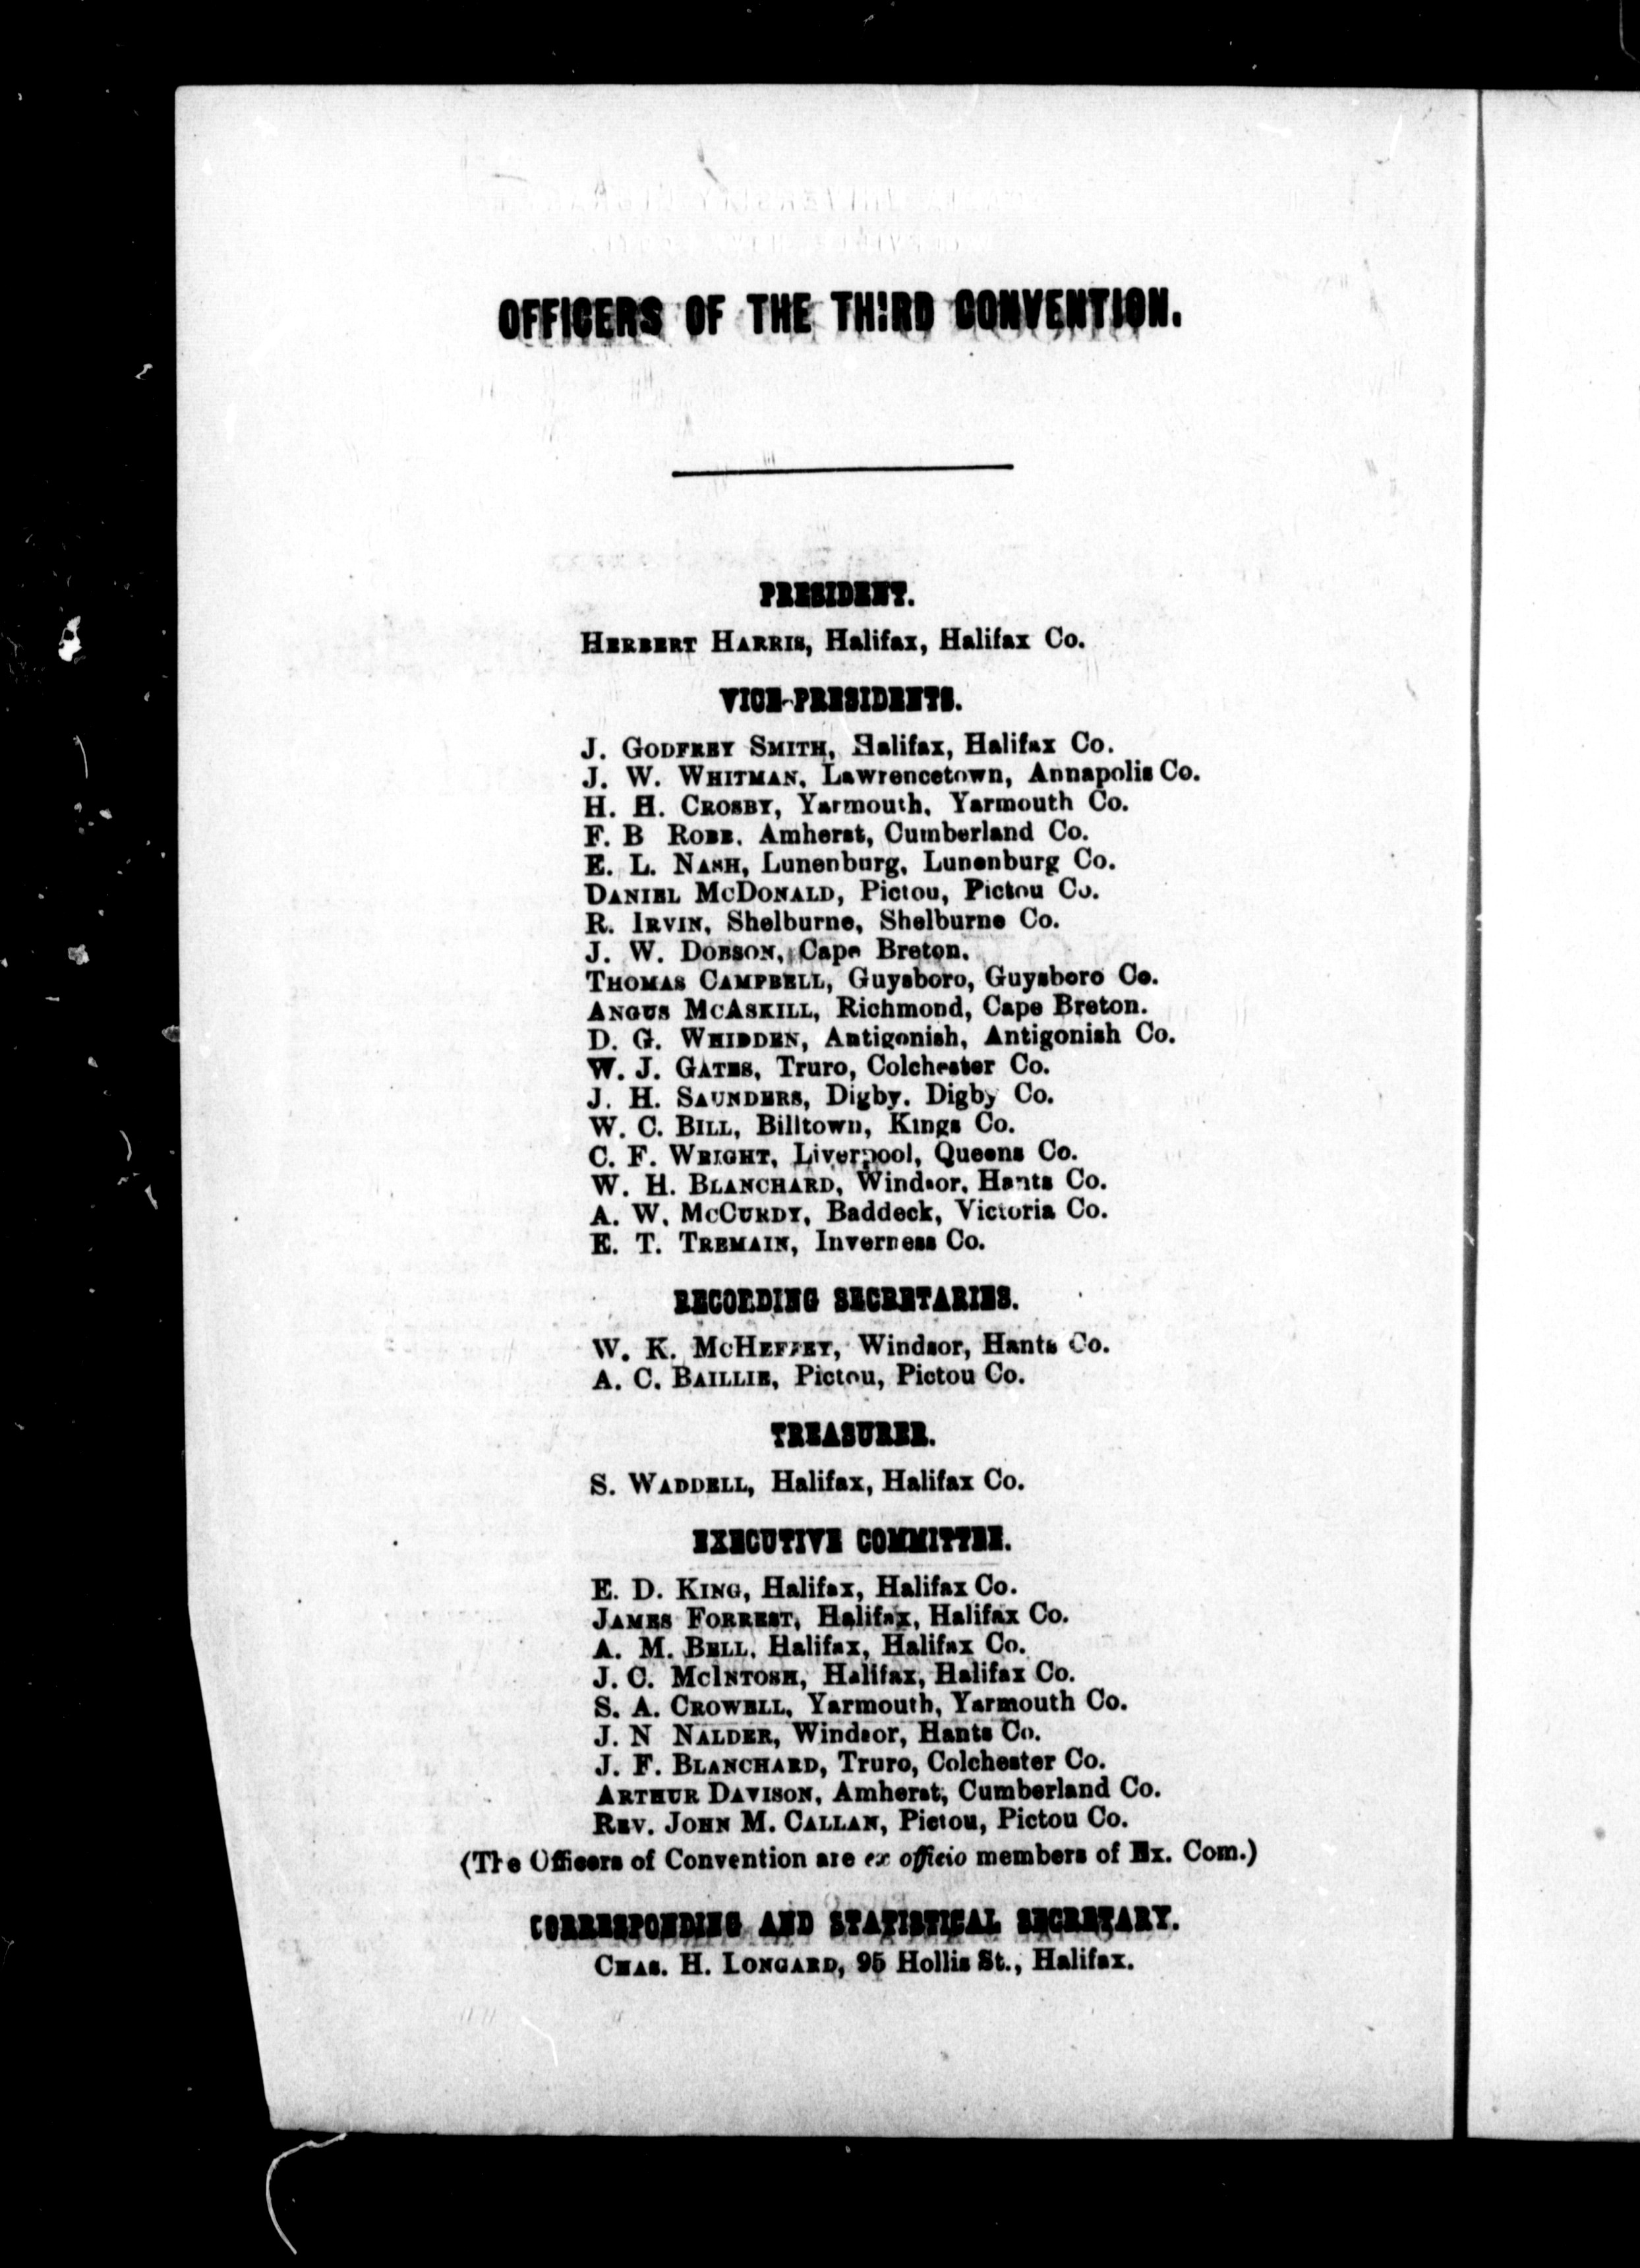 OFFICERS OF THE THIRD CONVENTION.
PRESIDENT.
HERBERT HARRIS, Halifax, Halifax Co.
VICE-PRESIDENTS.
J. GODFREY SMITH, Halifax, Halifax Co.
J. W. WHITMAN, Lawrencetown, Annapolis Co.
H. H. CROSBY, Yarmouth, Yarmouth Co.
F. B ROBB, Amherst, Cumberland Co.
E. L. NASH, Lunenburg, Lunenburg Co.
DANIEL MCDONALD, Pictou, Pictou Co.
R. IRVIN, Shelburne, Shelburne Co.
J. W. DOBSON, Cape Breton.
THOMAS CAMPBELL, Guysboro, Guysboro Co.
ANGUS MCASKILL, Richmond, Cape Breton.
D. G. WHIDDEN, Antigonish, Antigonish Co.
W. J. GATES, Truro, Colchester Co.
J. H. SAUNDERS, Digby, Digby Co.
W. C. BILL, Billtown, Kings Co.
C. F. WRIGHT, Liverpool, Queens Co.
W. H. BLANCHARD, Windsor, Hants Co.
A. W. MCCURDY, Baddeck, Victoria Co.
E. T. TREMAIN, Inverness Co.
RECORDING SECRETARIES.
W. K. MCHEFFEY, Windsor, Hants Co.
A. C. BAILLIE, Pictou, Pictou Co.
TREASURER.
S. WADDELL, Halifax, Halifax Co.
EXECUTIVE COMMITTEE.
E. D. KING, Halifax, Halifax Co.
JAMES FORREST, Halifax, Halifax Co.
A. M. BELL, Halifax, Halifax Co.
J. C. MCINTOSH, Halifax, Halifax Co.
S. A. CROWELL, Yarmouth, Yarmouth Co.
J. N NALDER, Windsor, Hants Co.
J. F. BLANCHARD, Truro, Colchester Co.
ARTHUR DAVISON, Amherst, Cumberland Co.
REV. JOHN M. CALLAN, Pictou, Pictou Co.
(The Officers of Convention are ex officio members of Ex. Com.)
CORRESPONDING AND STATISTICAL SECRETARY.
CHAS. H. LONGARD, 95 Hollis St., Halifax.